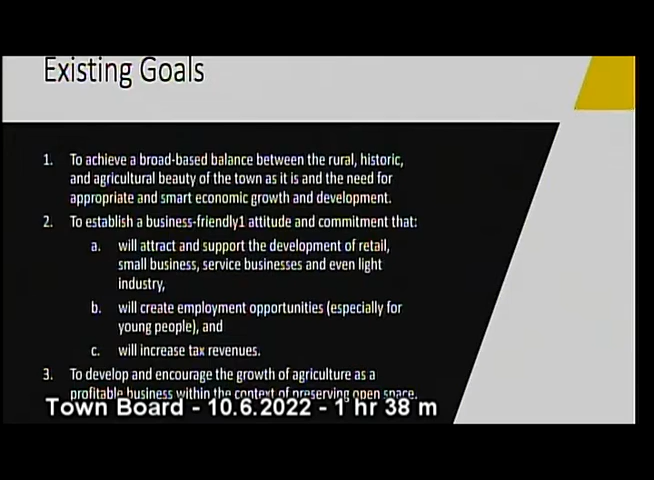 Existing Goals
1. To achieve a broad-based balance between the rural, historic,
and agricultural beauty of the town as it is and the need for
appropriate and smart economic growth and development.
2. To establish a business-friendly1 attitude and commitment that:
a. will attract and support the development of retail,
small business, service businesses and even light
industry,
b. will create employment opportunities (especially for
young people), and
c. will increase tax revenues.
3. To develop and encourage the growth of agriculture as a
profitable business within the context of preserving open space.
Town Board - 10.6.2022 - 1 hr 38 m